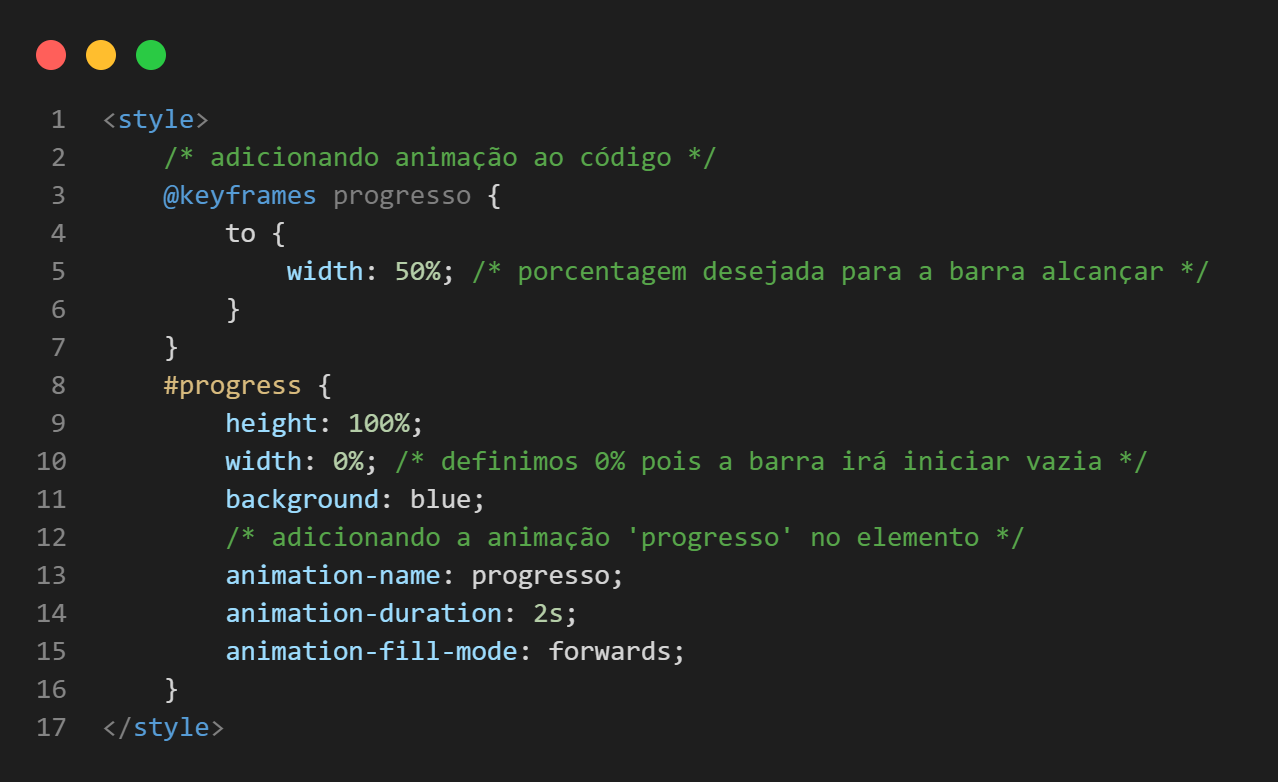 1 <style>
2     /* adicionando animação ao código */
3     @keyframes progresso {
4         to {
5             width: 50%; /* porcentagem desejada para a barra alcançar */
6         }
7     }
8     #progress {
9         height: 100%;
10         width: 0%; /* definimos 0% pois a barra irá iniciar vazia */
11         background: blue;
12         /* adicionando a animação 'progresso' no elemento */
13         animation-name: progresso;
14         animation-duration: 2s;
15         animation-fill-mode: forwards;
16     }
17 </style>